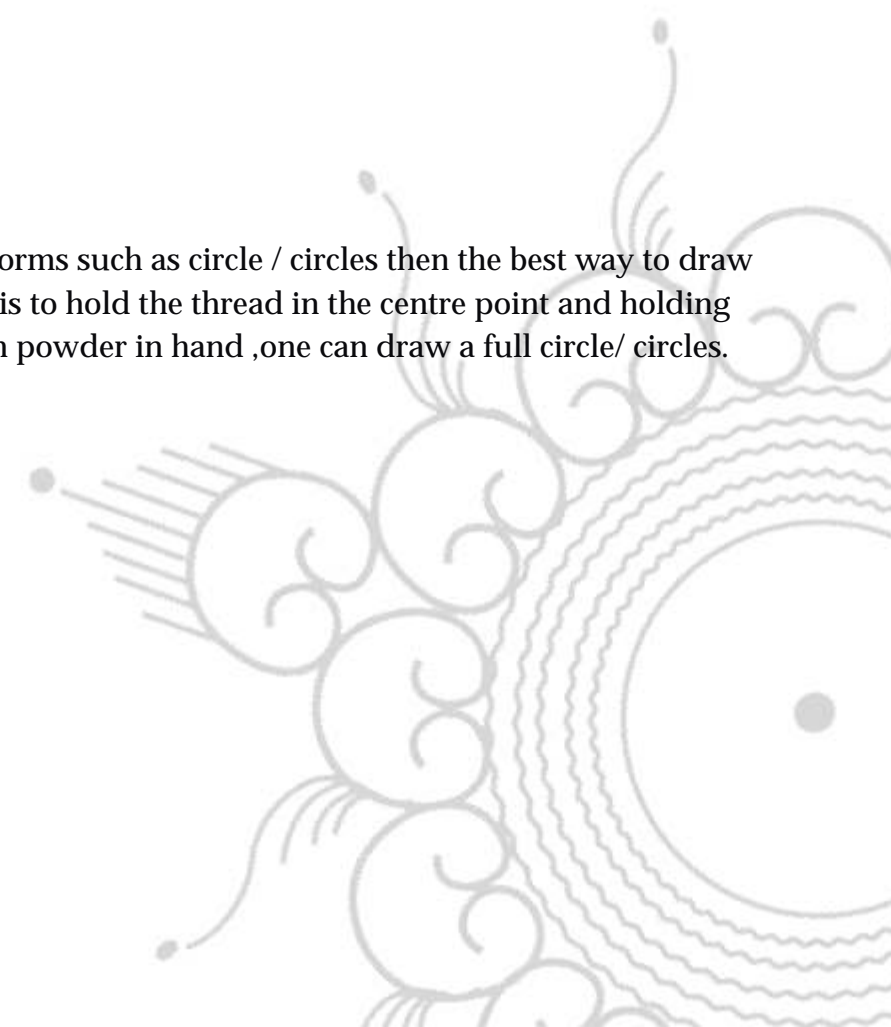 orms such as circle / circles then the best way to draw
is to hold the thread in the centre point and holding
powder in hand ,one can draw a full circle/ circles.